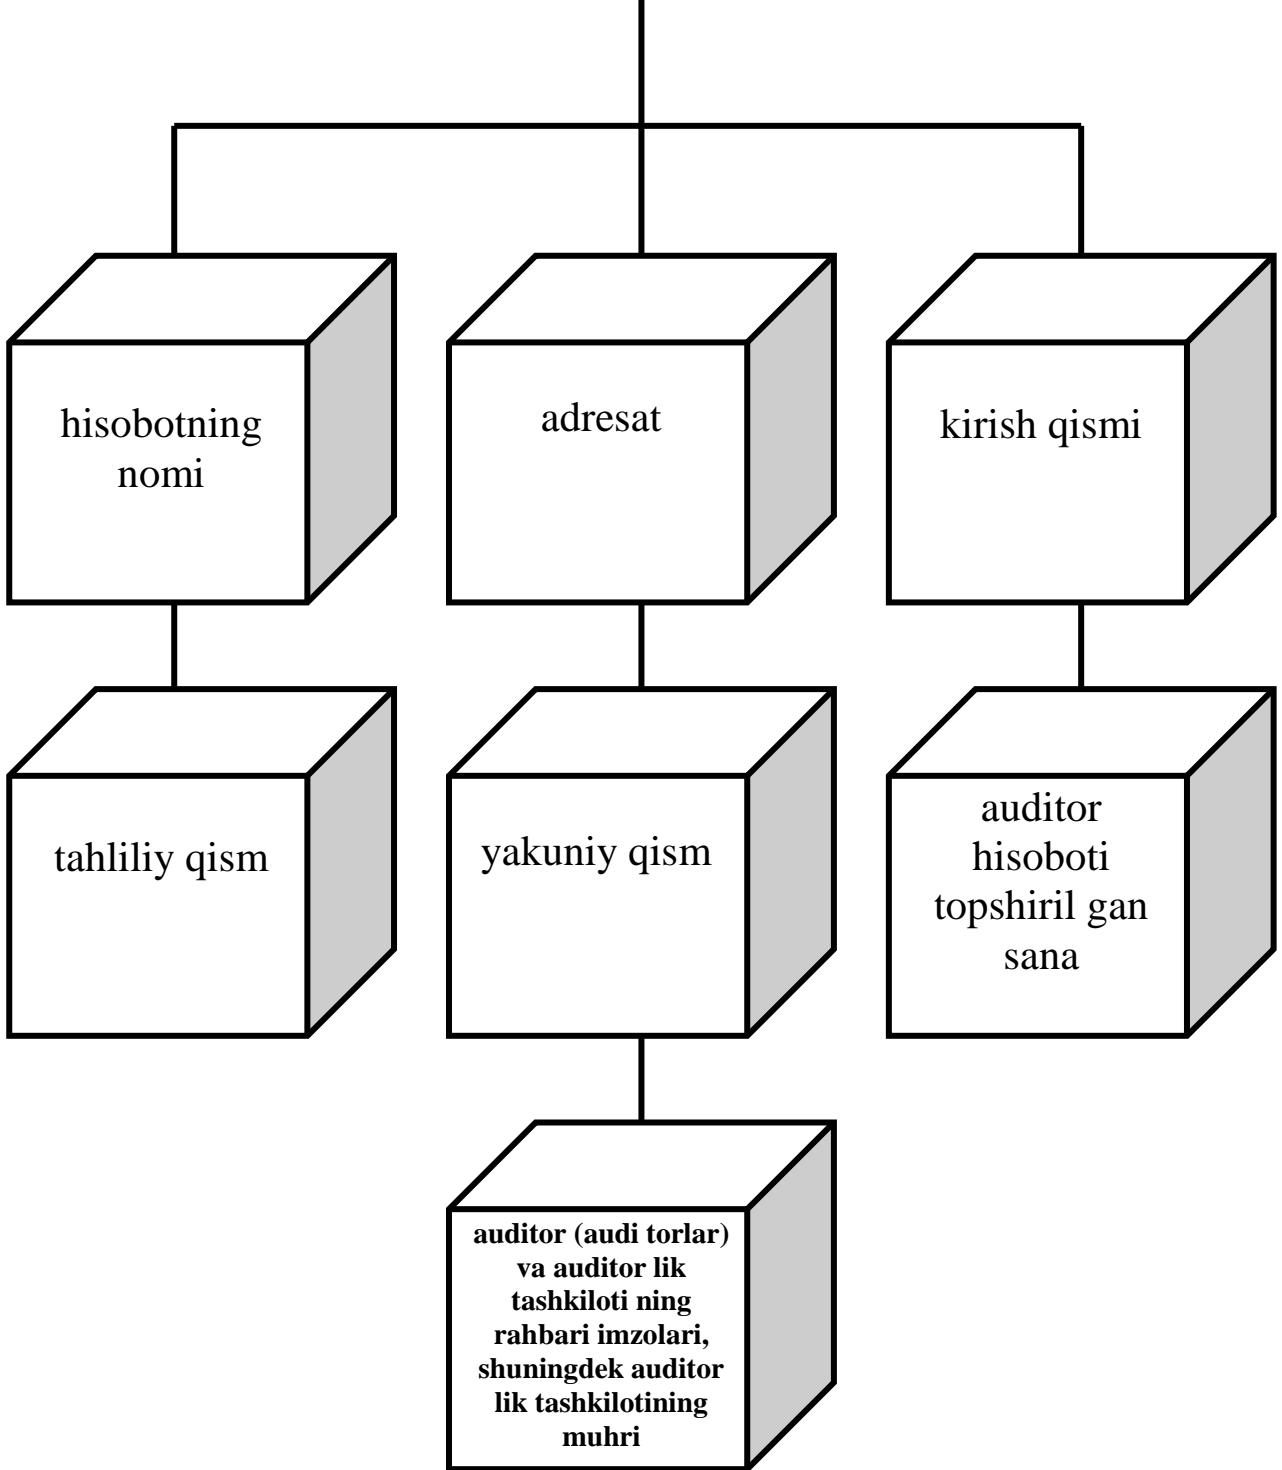 hisobotning
nomi
adresat
kirish qismi
tahliliy qism
yakuniy qism
auditor
hisoboti
topshiril gan
sana
auditor (audi torlar)
va auditor lik
tashkiloti ning
rahbari imzolari,
shuningdek auditor
lik tashkilotining
muhri